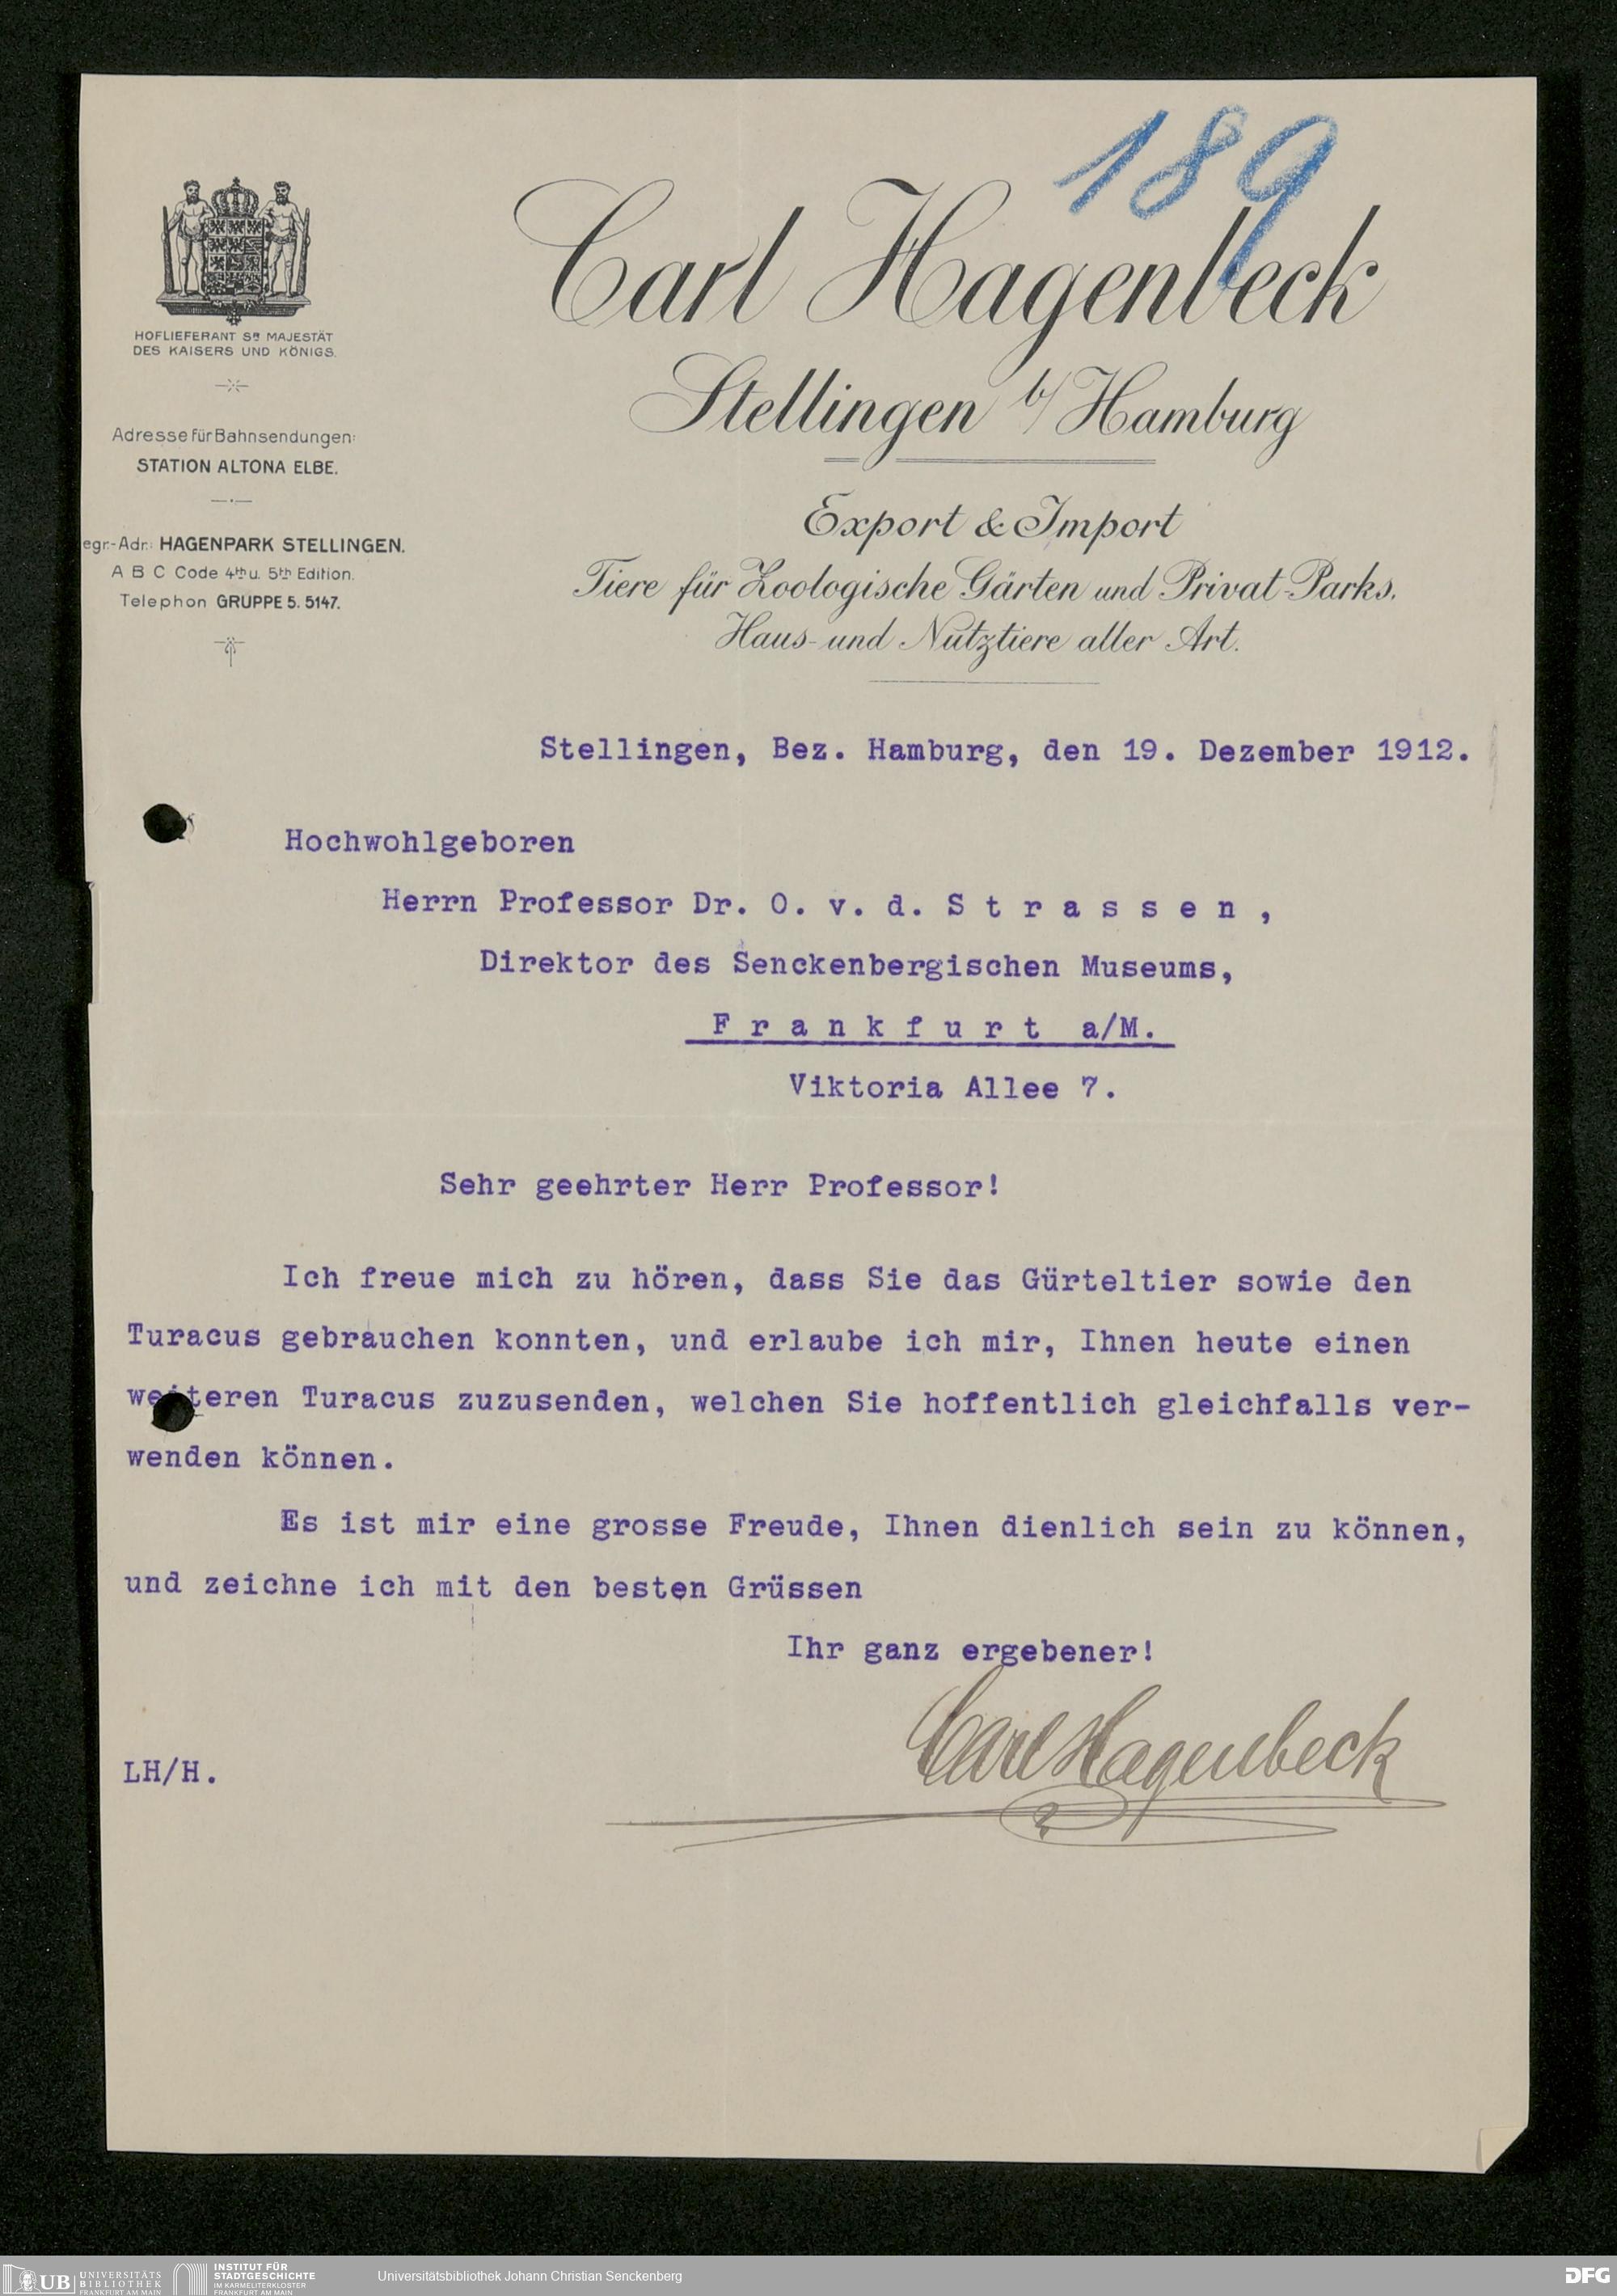 189
Carl Hagenbeck
Stellingen b/ Hamburg
Export & Import
Tiere für Zoologische Gärten und Privat-Parks.
Haus- und Nutztiere aller Art.
HOFLIEFERANT Sr. MAJESTÄT
DES KAISERS UND KÖNIGS.
Adresse für Bahnsendungen:
STATION ALTONA ELBE.
egr.-Adr.: HAGENPARK STELLINGEN.
A B C Code 4th u. 5th Edition.
Telephon GRUPPE 5. 5147.
Stellingen, Bez. Hamburg, den 19. Dezember 1912.
Hochwohlgeboren
Herrn Professor Dr. O. v. d. S t r a s s e n ,
Direktor des Senckenbergischen Museums,
F r a n k f u r t a/M.
Viktoria Allee 7.
Sehr geehrter Herr Professor!
Ich freue mich zu hören, dass Sie das Gürteltier sowie den
Turacus gebrauchen konnten, und erlaube ich mir, Ihnen heute einen
weiteren Turacus zuzusenden, welchen Sie hoffentlich gleichfalls ver-
wenden können.
Es ist mir eine grosse Freude, Ihnen dienlich sein zu können,
und zeichne ich mit den besten Grüssen
Ihr ganz ergebener!
Carl Hagenbeck
LH/H.
UB UNIVERSITÄTS
BIBLIOTHEK
FRANKFURT AM MAIN
INSTITUT FÜR
STADTGESCHICHTE
IM KARMELITERKLOSTER
FRANKFURT AM MAIN
Universitätsbibliothek Johann Christian Senckenberg
DFG